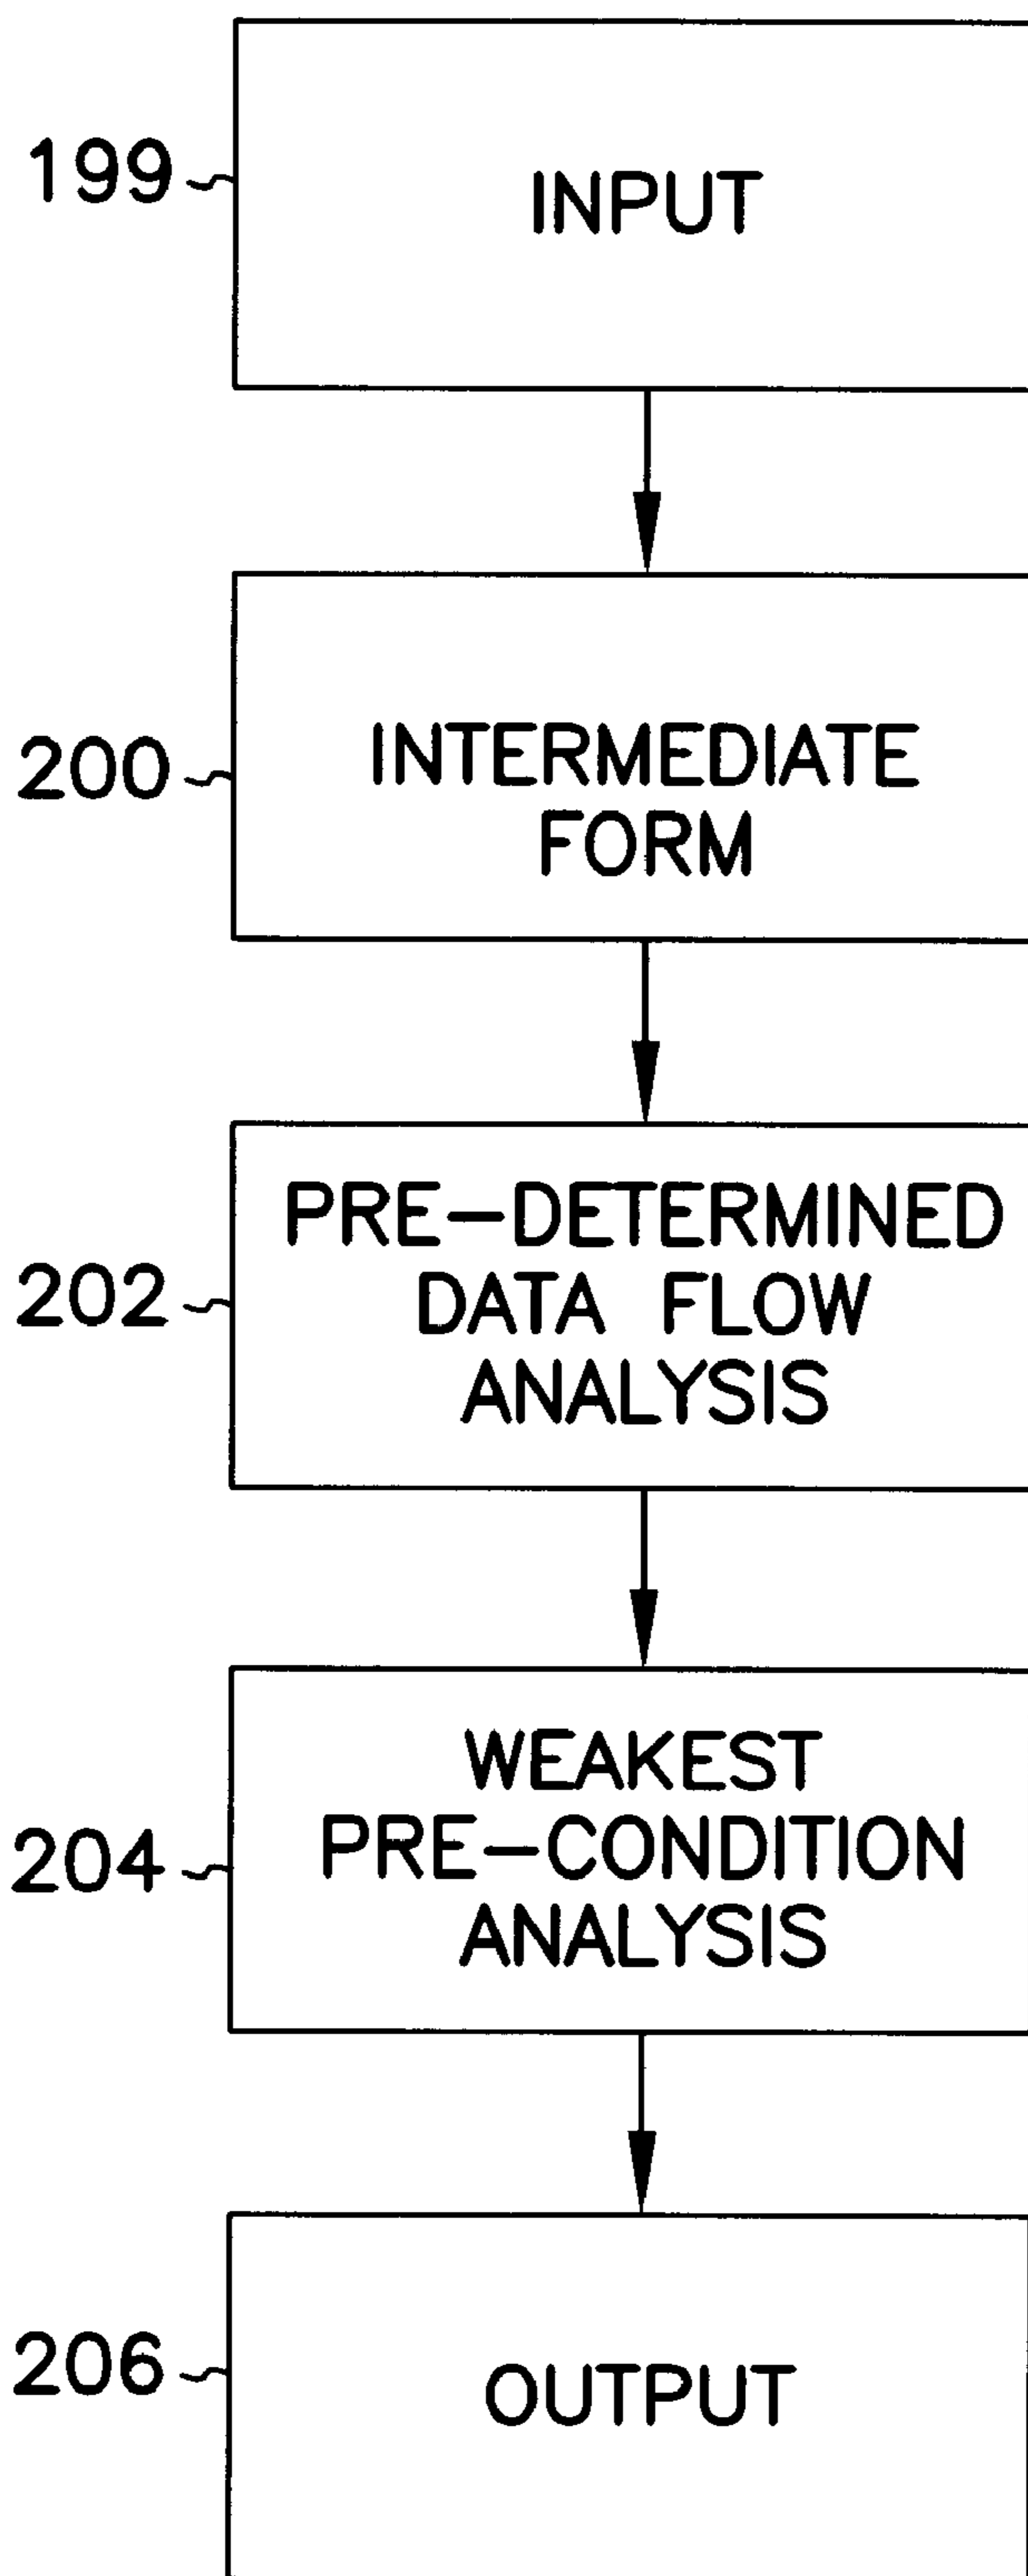 199
INPUT
200
INTERMEDIATE
FORM
202
PRE-DETERMINED
DATA FLOW
ANALYSIS
204
WEAKEST
PRE-CONDITION
ANALYSIS
206
OUTPUT